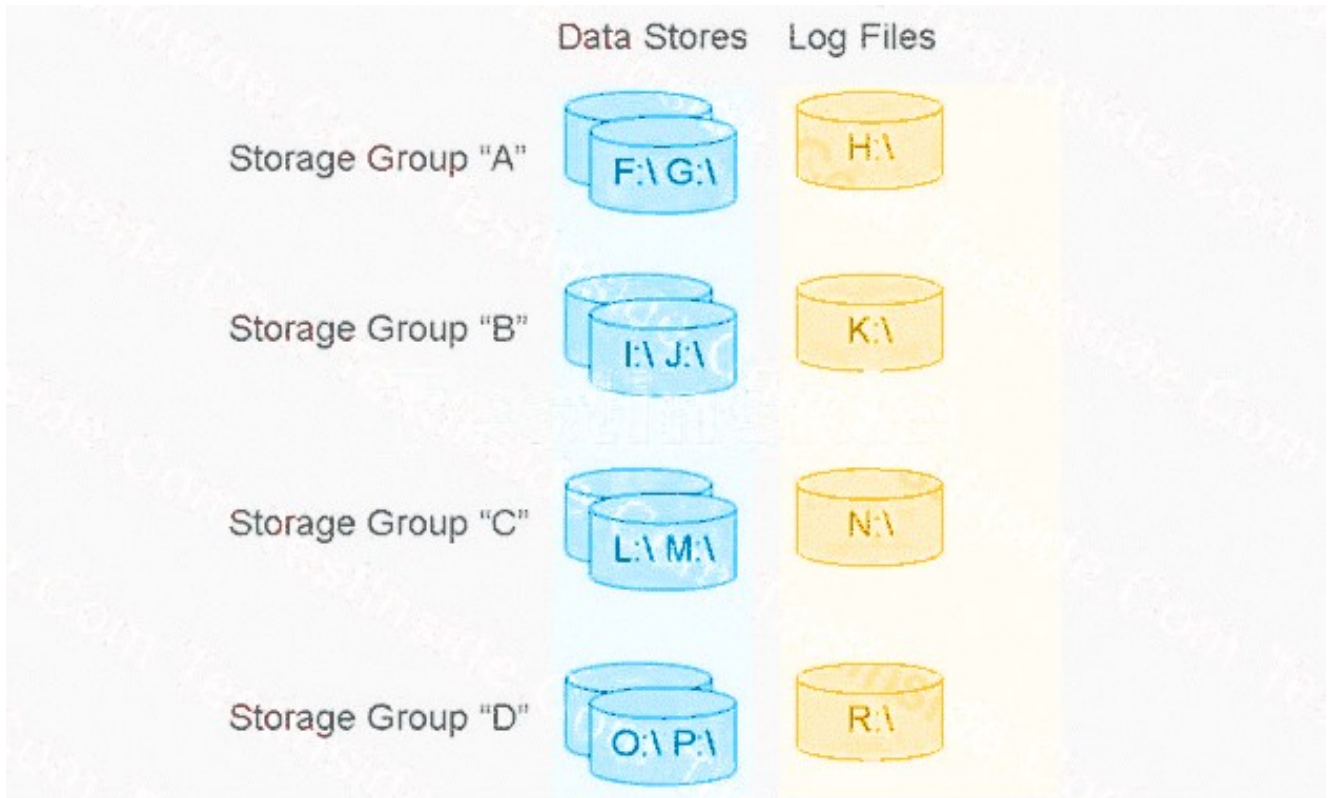 Data Stores Log Files
Storage Group “A” F:\ G:\ H:\
Storage Group “B” I:\ J:\ K:\
Storage Group “C” L:\ M:\ N:\
Storage Group “D” O:\ P:\ R:\